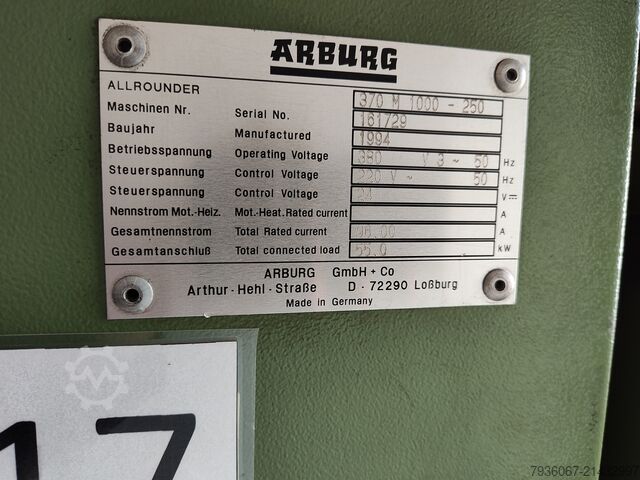 ARBURG
ALLROUNDER 370 M 1000 - 250
Maschinen Nr. Serial No. 161729
Baujahr Manufactured 1994
Betriebsspannung Operating Voltage 380 V 3 ~ 50 Hz
Steuerspannung Control Voltage 220 V ~ 50 Hz
Steuerspannung Control Voltage 24 V
Nennstrom Mot.-Heiz. Mot.-Heat. Rated current A
Gesamtnennstrom Total Rated current A
Gesamtanschluß Total connected load 55.0 kW
ARBURG GmbH + Co
Arthur - Hehl - Straße D - 72290 Loßburg
Made in Germany
17
7936067-21432997